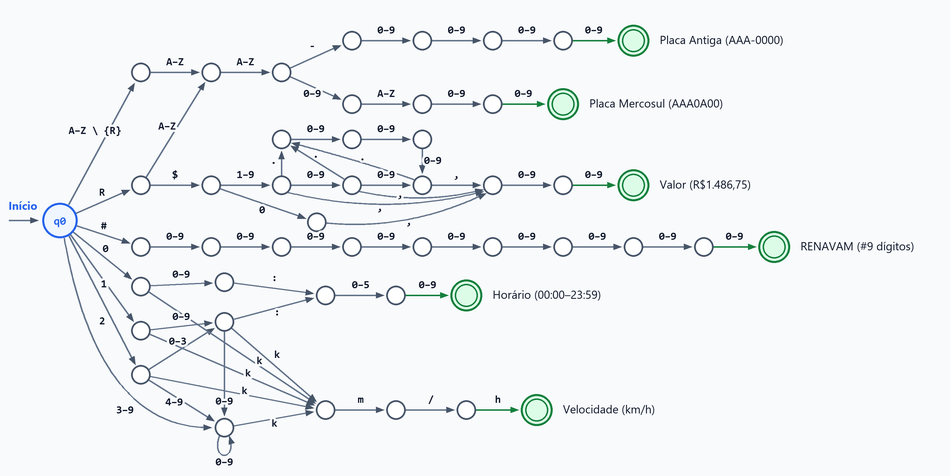 0-9 0-9 0-9 0-9 Placa Antiga (AAA-0000)
-
A-Z A-Z
0-9 A-Z 0-9 0-9 Placa Mercosul (AAA0A00)
A-Z \ {R} A-Z
0-9 0-9
. . . 0-9
R $ 1-9 0-9 0-9 , 0-9 0-9 Valor (R$1.486,75)
, ,
Início
0 ,
q0
# 0-9 0-9 0-9 0-9 0-9 0-9 0-9 0-9 0-9 RENAVAM (#9 dígitos)
0
0-9 :
1 0-5 0-9 Horário (00:00–23:59)
2 0-9 :
0-3
k k
k
k
3-9 4-9 0-9 k m / h Velocidade (km/h)
0-9